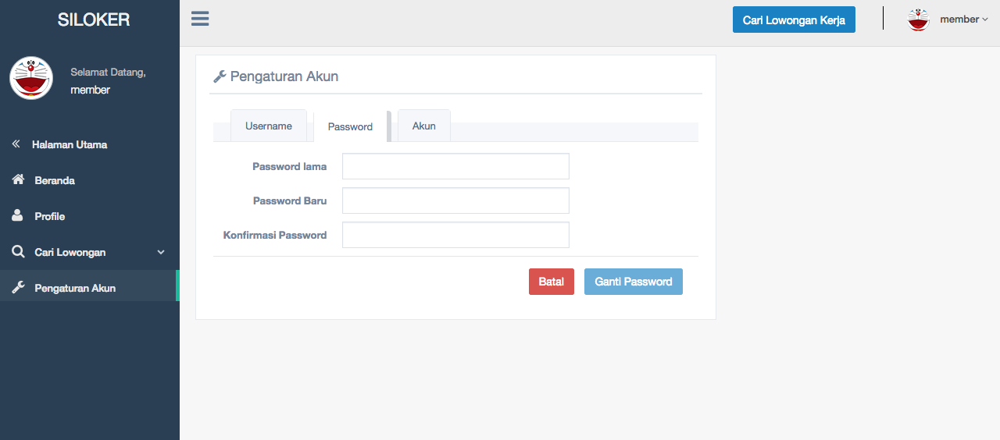 SILOKER
Cari Lowongan Kerja
member
Selamat Datang,
member
Halaman Utama
Beranda
Profile
Cari Lowongan
Pengaturan Akun
Pengaturan Akun
Username
Password
Akun
Password lama
Password Baru
Konfirmasi Password
Batal
Ganti Password